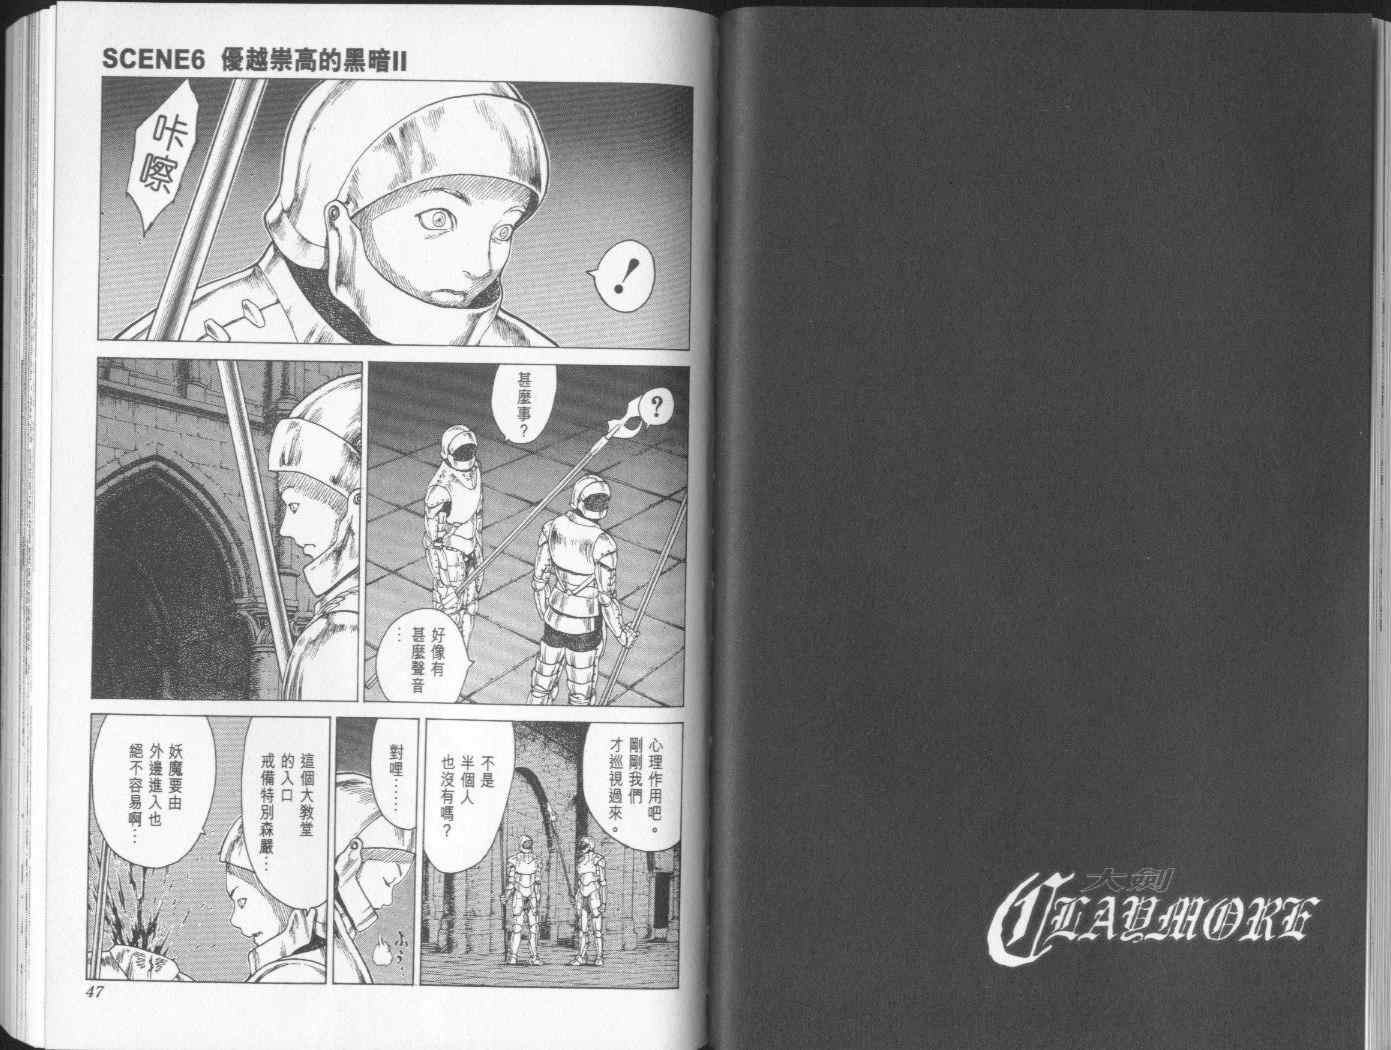 大劍
CLAYMORE
SCENE6 優越崇高的黑暗II
咔嚓
!
?
甚麼事?
好像有
甚麼聲音
…
心理作用吧。
剛剛我們
才巡視過來。
不是
半個人
也沒有嗎?
對哩………
ふぅ…
這個大教堂
的入口
戒備特別森嚴…
妖魔要由
外邊進入也
絕不容易啊…
47